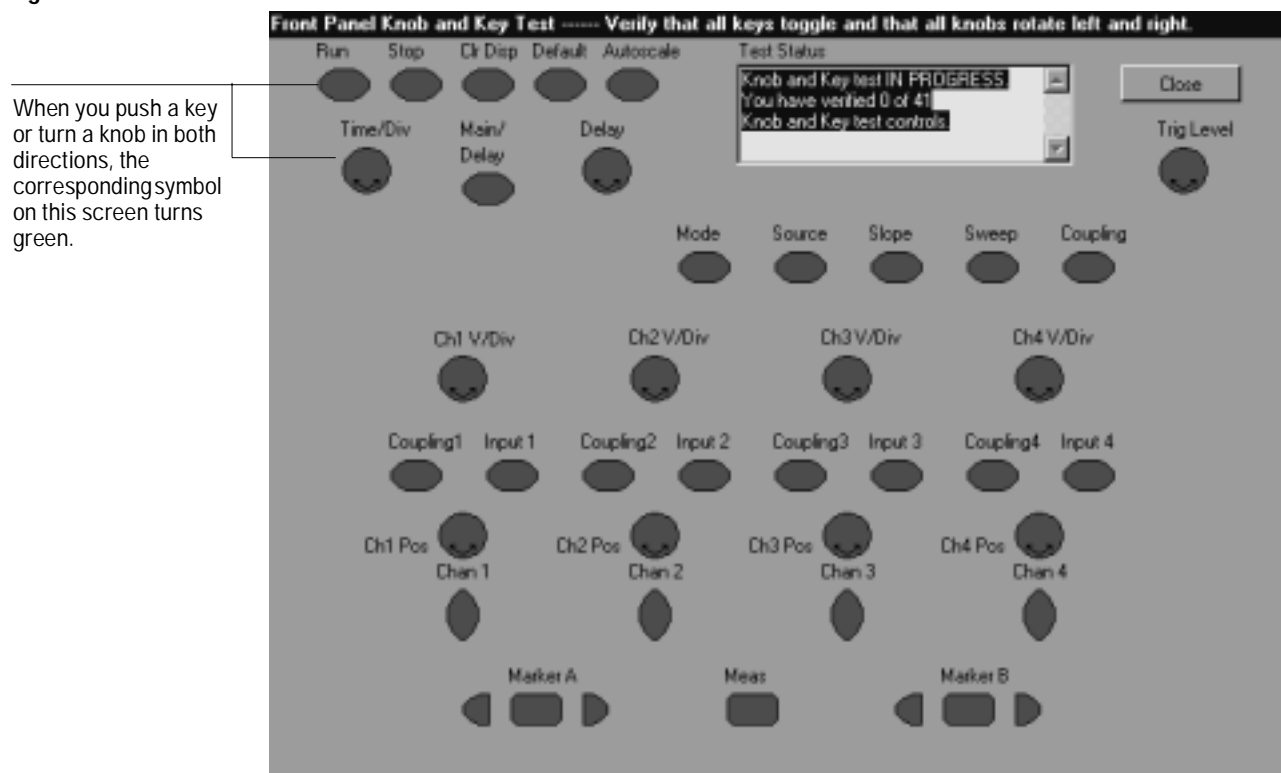 Front Panel Knob and Key Test ------ Verify that all keys toggle and that all knobs rotate left and right.
Run Stop Clr Disp Default Autoscale Test Status
Knob and Key test IN PROGRESS.
You have verified 0 of 41
Knob and Key test controls.
Close
When you push a key
or turn a knob in both
directions, the
corresponding symbol
on this screen turns
green.
Time/Div Main/ Delay Trig Level
Delay
Mode Source Slope Sweep Coupling
Ch1 V/Div Ch2 V/Div Ch3 V/Div Ch4 V/Div
Coupling1 Input 1 Coupling2 Input 2 Coupling3 Input 3 Coupling4 Input 4
Ch1 Pos Ch2 Pos Ch3 Pos Ch4 Pos
Chan 1 Chan 2 Chan 3 Chan 4
Marker A Meas Marker B